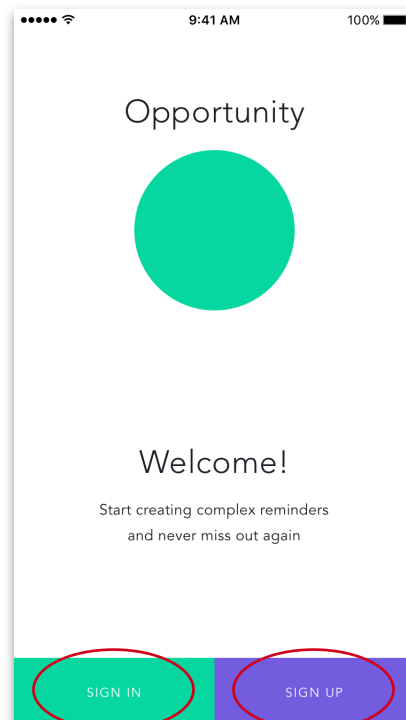 9:41 AM 100%
Opportunity
Welcome!
Start creating complex reminders
and never miss out again
SIGN IN SIGN UP